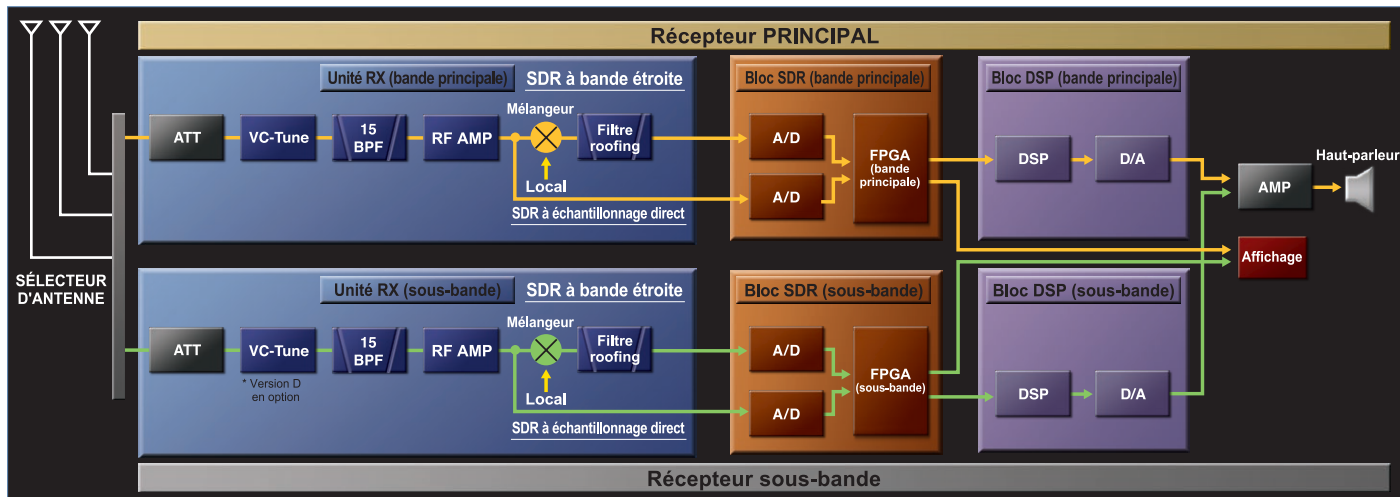 Récepteur PRINCIPAL
Unité RX (bande principale)
SDR à bande étroite
Mélangeur
ATT
VC-Tune
15
BPF
RF AMP
Filtre
roofing
Local
SDR à échantillonnage direct
Bloc SDR (bande principale)
A/D
A/D
FPGA
(bande
principale)
Bloc DSP (bande principale)
DSP
D/A
AMP
Haut-parleur
Affichage
SÉLECTEUR
D'ANTENNE
Unité RX (sous-bande)
SDR à bande étroite
Mélangeur
ATT
VC-Tune
* Version D
en option
15
BPF
RF AMP
Filtre
roofing
Local
SDR à échantillonnage direct
Bloc SDR (sous-bande)
A/D
A/D
FPGA
(sous-bande)
Bloc DSP (sous-bande)
DSP
D/A
Récepteur sous-bande